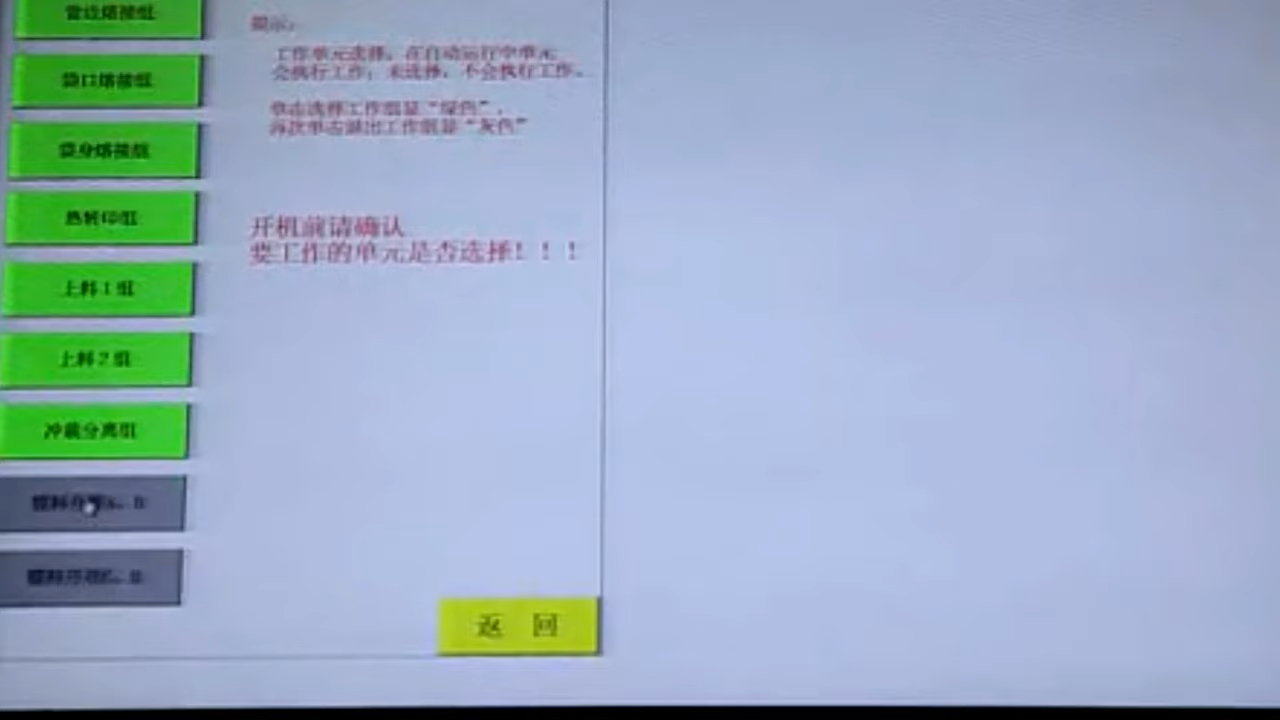 管边熔接组
袋口熔接组
袋身熔接组
热转印组
上料1组
上料2组
冲裁分离组
提示:
工作单元选择,在自动运行中单元
会执行工作;未选择,不会执行工作。
单击选择工作组显“绿色”,
再次单击退出工作组显“灰色”
开机前请确认
要工作的单元是否选择!!!
返 回